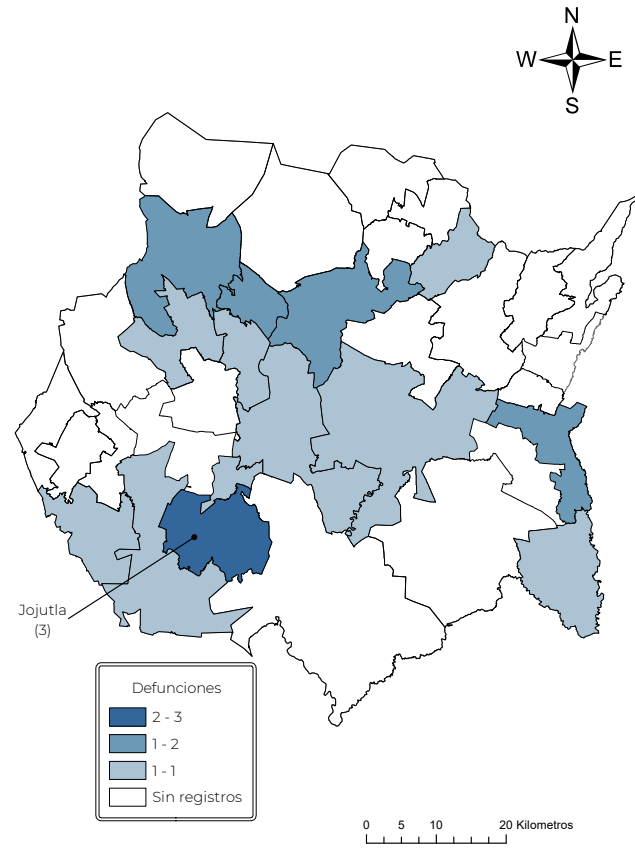 N
W E
S
Jojutla
(3)
Defunciones
2 - 3
1 - 2
1 - 1
Sin registros
0 5 10 20 Kilometros